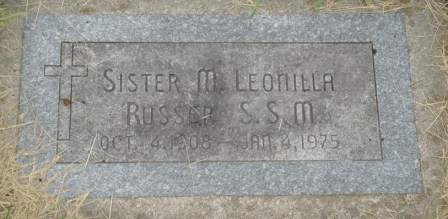 SISTER M. LEONILLA
RUSSER S.S.M.
OCT. 4, 1908 – JAN. 4, 1975